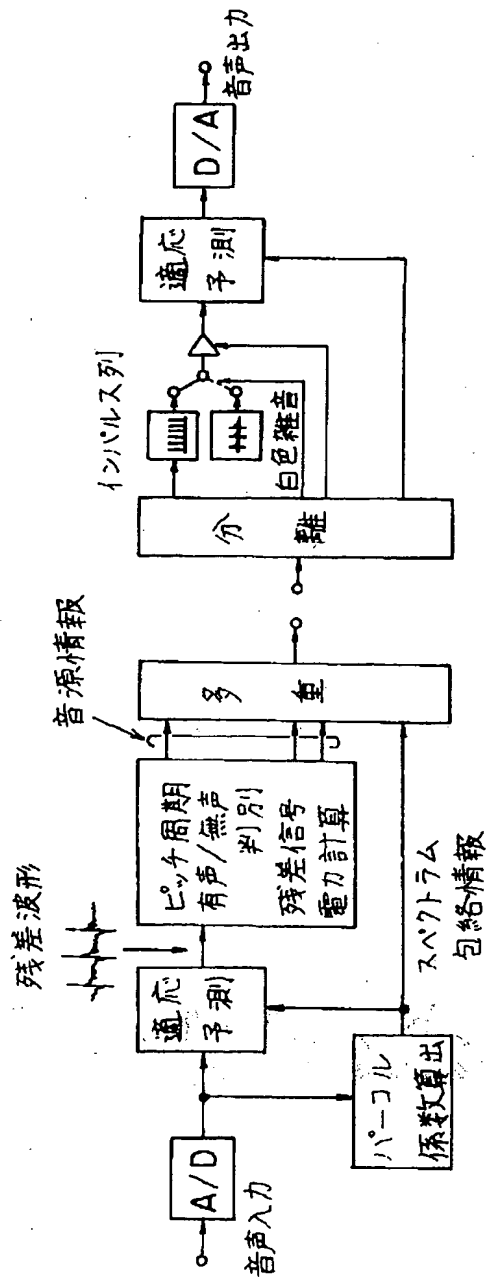 音声入力
A/D
適応
予測
残差波形
パーコル
係数算出
ピッチ周期
有声/無声
判別
残差信号
電力計算
音源情報
スペクトラム
包絡情報
多重
分離
インパルス列
白色雑音
適応
予測
D/A
音声出力